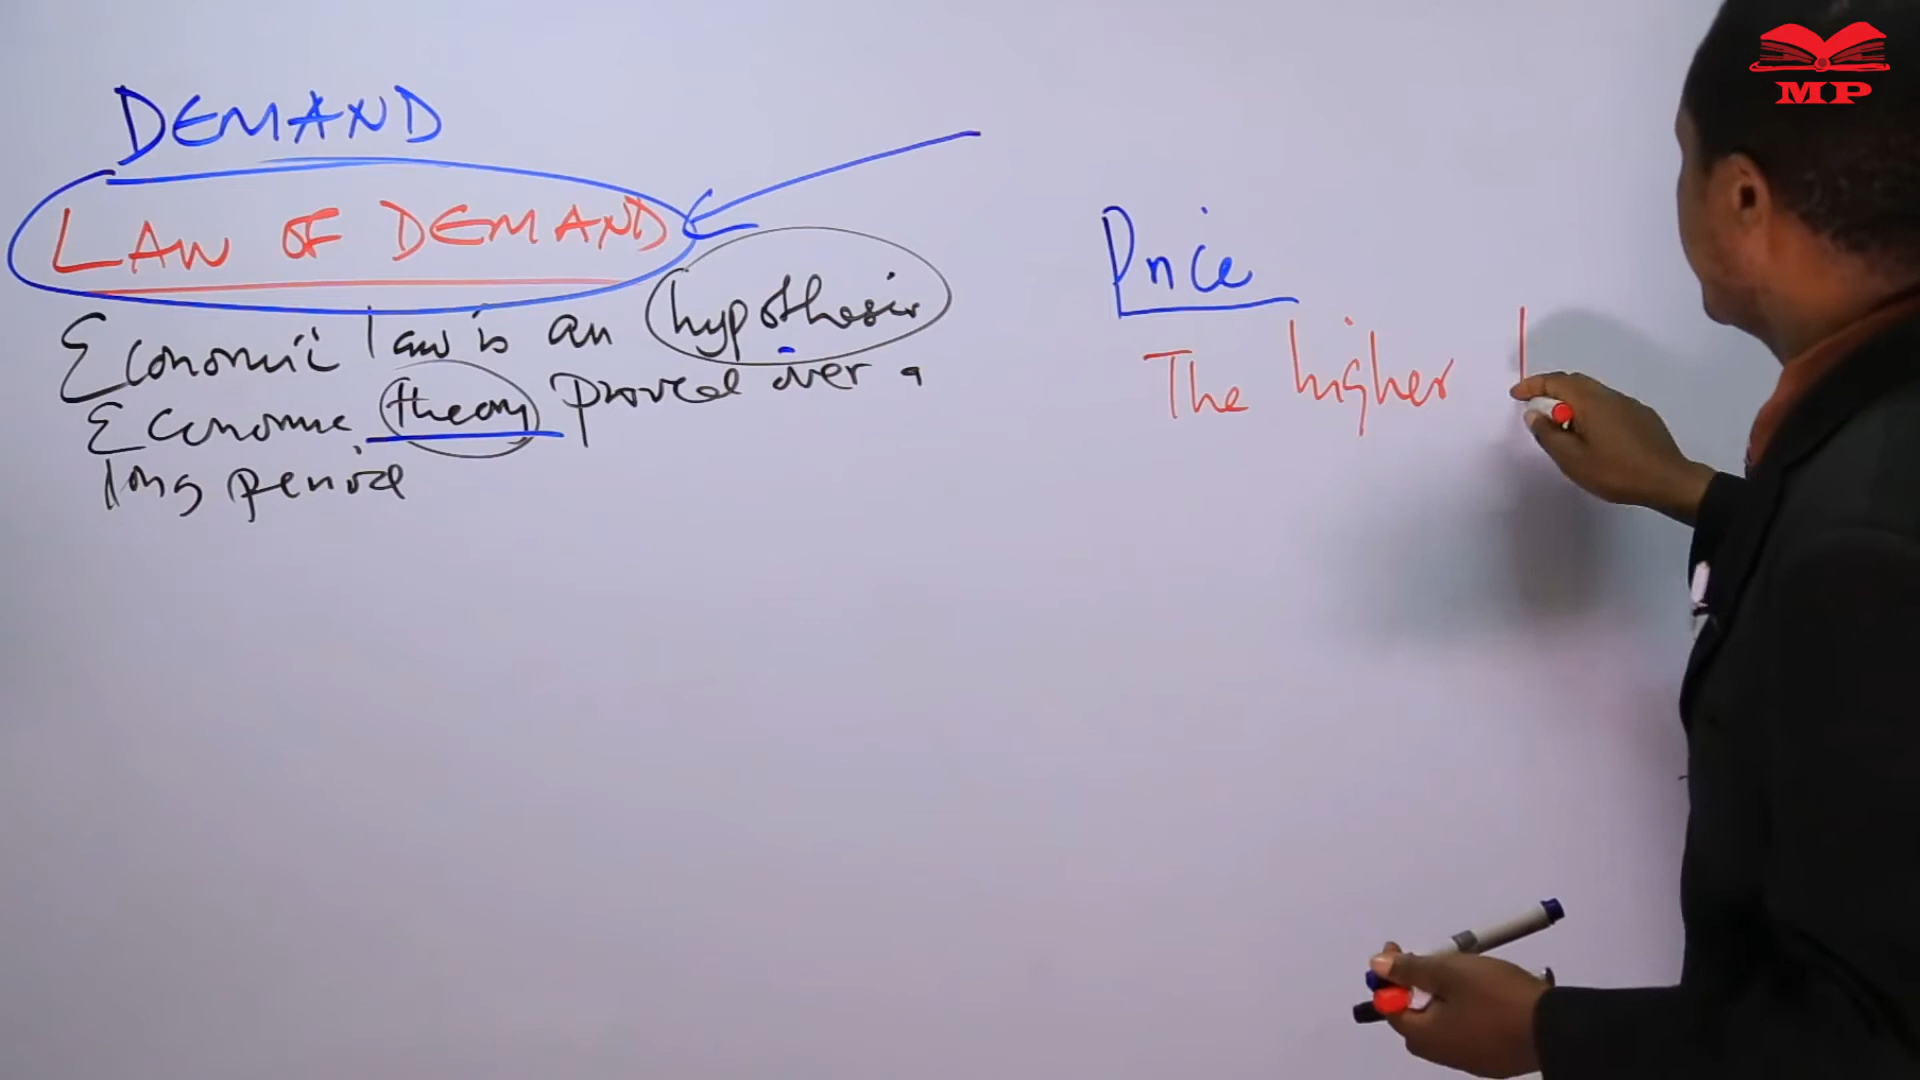 DEMAND
LAW OF DEMAND
Economic law is an hypothesis
Economic theory proved over a
long period
Price
The higher
MP